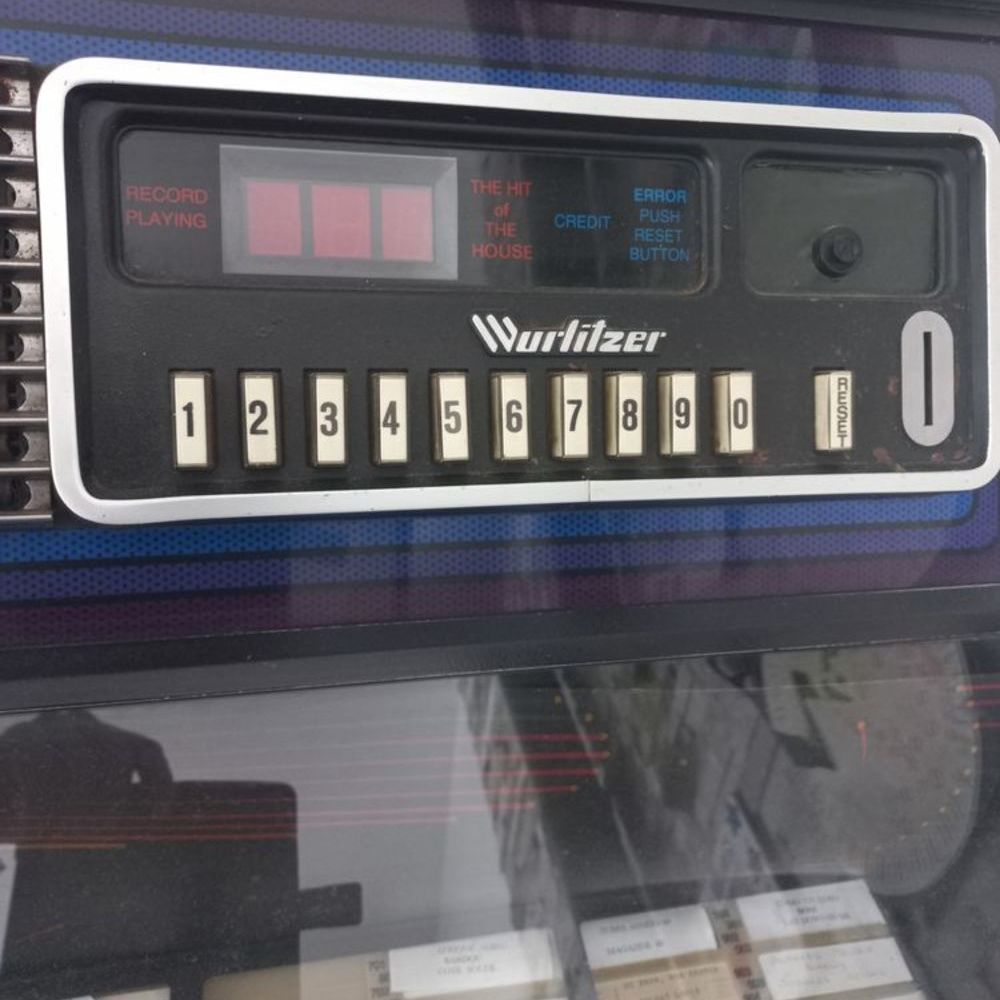 RECORD
PLAYING
THE HIT
of
THE
HOUSE
CREDIT
ERROR
PUSH
RESET
BUTTON
Wurlitzer
1 2 3 4 5 6 7 8 9 0
RESET